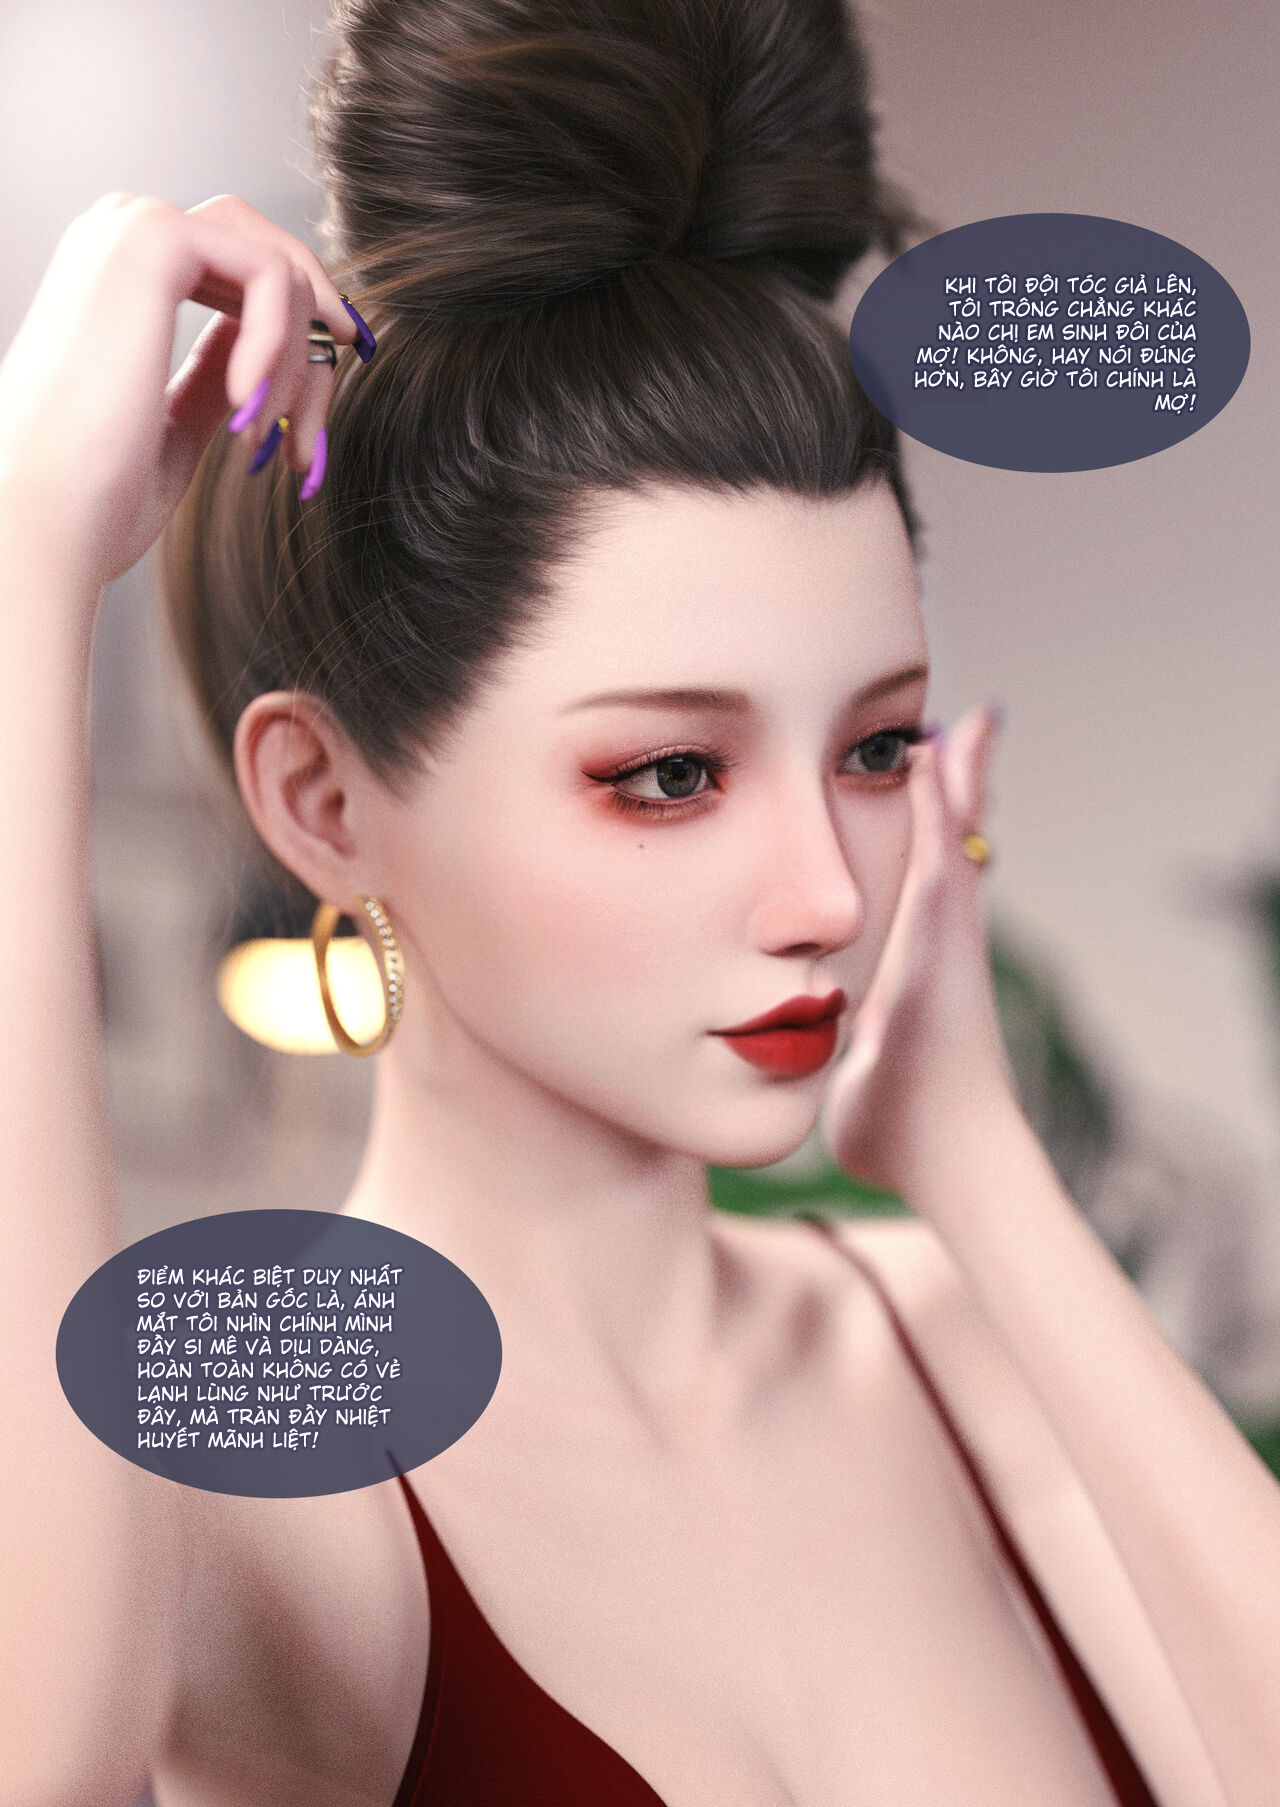 KHI TÔI ĐỘI TÓC GIẢ LÊN,
TÔI TRÔNG CHẲNG KHÁC
NÀO CHỊ EM SINH ĐÔI CỦA
MỢ! KHÔNG, HAY NÓI ĐÚNG
HƠN, BÂY GIỜ TÔI CHÍNH LÀ
MỢ!
ĐIỂM KHÁC BIỆT DUY NHẤT
SO VỚI BẢN GỐC LÀ, ÁNH
MẮT TÔI NHÌN CHÍNH MÌNH
ĐẦY SI MÊ VÀ DỊU DÀNG,
HOÀN TOÀN KHÔNG CÓ VẺ
LẠNH LÙNG NHƯ TRƯỚC
ĐÂY, MÀ TRÀN ĐẦY NHIỆT
HUYẾT MÃNH LIỆT!